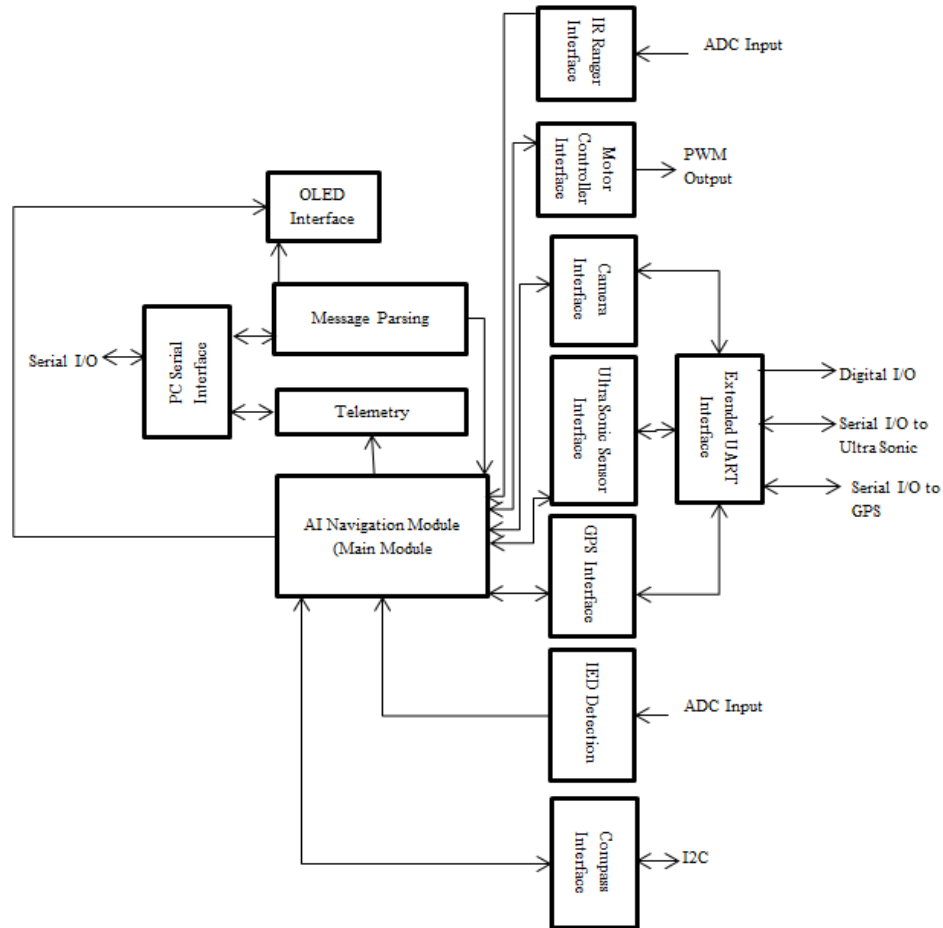 IR Ranger
Interface
ADC Input
Motor
Controller
Interface
PWM
Output
OLED
Interface
Camera
Interface
Message Parsing
Serial I/O
PC Serial
Interface
Telemetry
UltraSonic Sensor
Interface
Extended UART
Interface
Digital I/O
Serial I/O to
UltraSonic
Serial I/O to
GPS
AI Navigation Module
(Main Module
GPS Interface
IED Detection
ADC Input
Compass
Interface
I2C